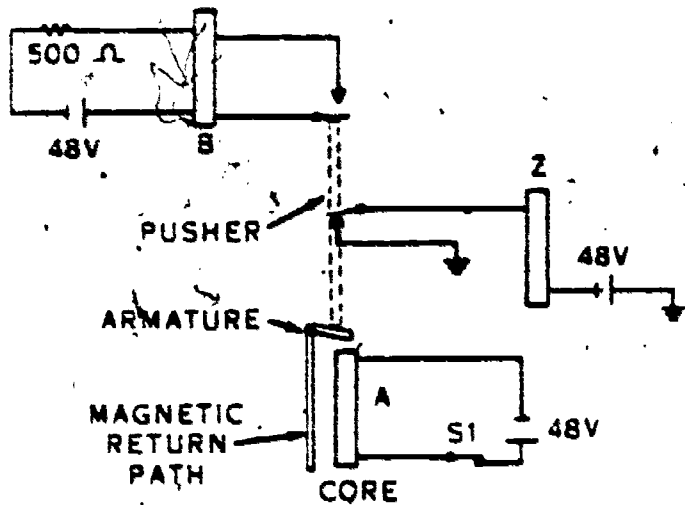 500 Ω
48V
B
Z
PUSHER
48V
ARMATURE
A
MAGNETIC
RETURN
PATH
S1
48V
CORE